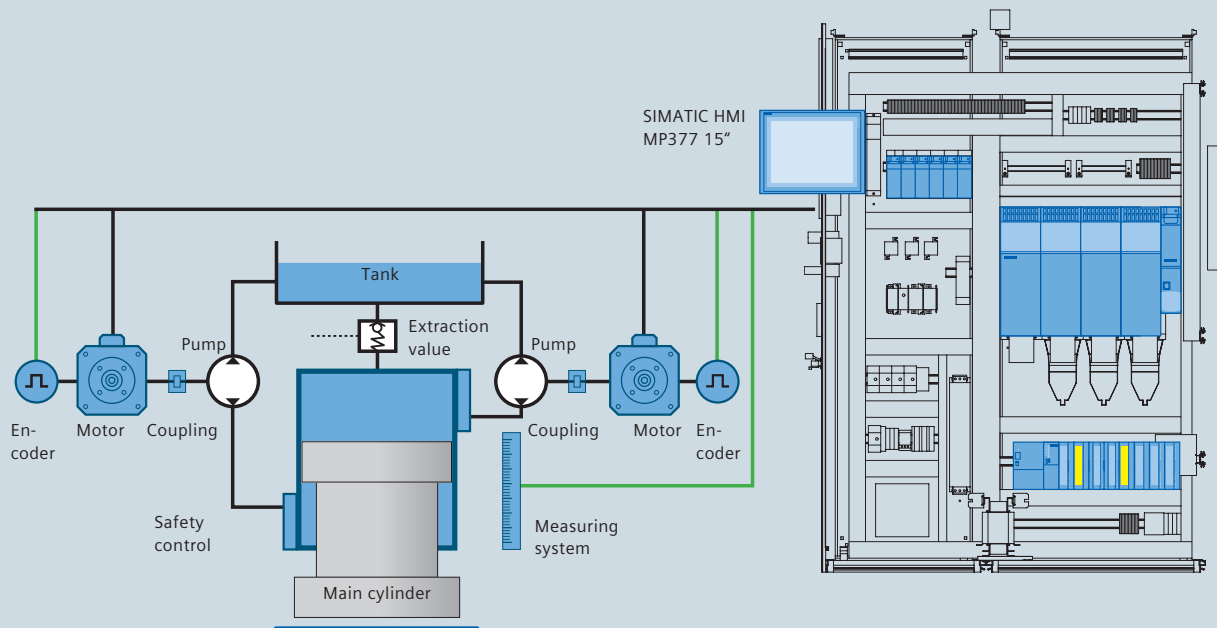 SIMATIC HMI
MP377 15“
Tank
Extraction
value
Pump
Pump
En-
coder
Motor
Coupling
Coupling
Motor
En-
coder
Safety
control
Measuring
system
Main cylinder